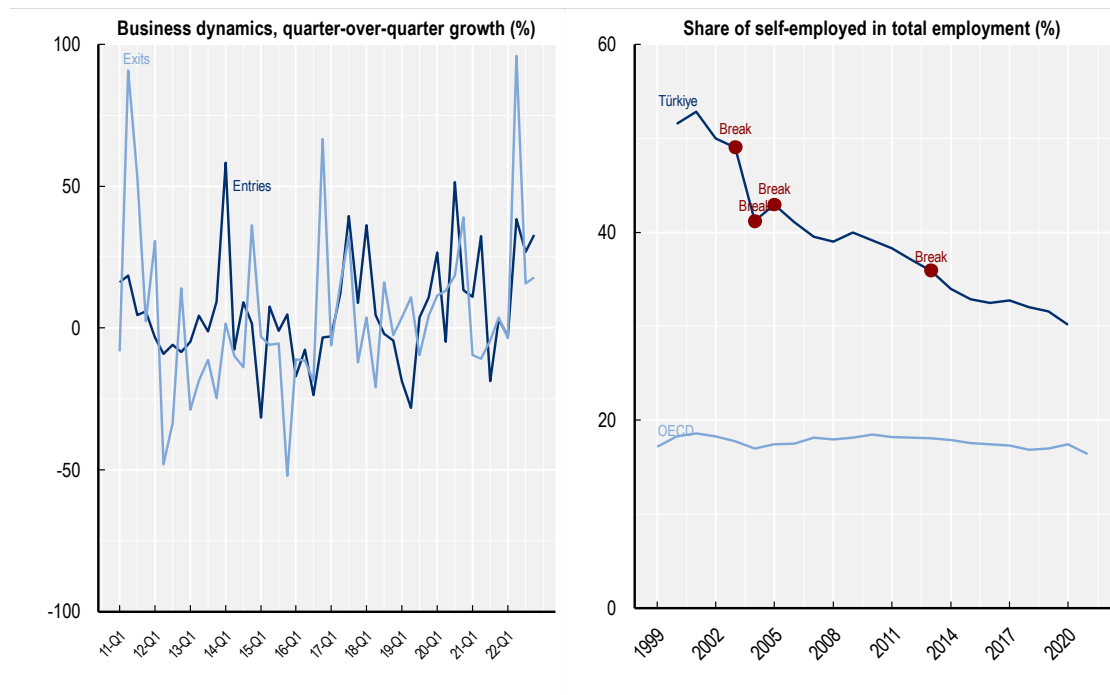 Business dynamics, quarter-over-quarter growth (%)
100
50
0
-50
-100
Exits
Entries
11-Q1
12-Q1
13-Q1
14-Q1
15-Q1
16-Q1
17-Q1
18-Q1
19-Q1
20-Q1
21-Q1
22-Q1
Share of self-employed in total employment (%)
60
40
20
0
Türkiye
Break
Break
Break
Break
OECD
1999
2002
2005
2008
2011
2014
2017
2020